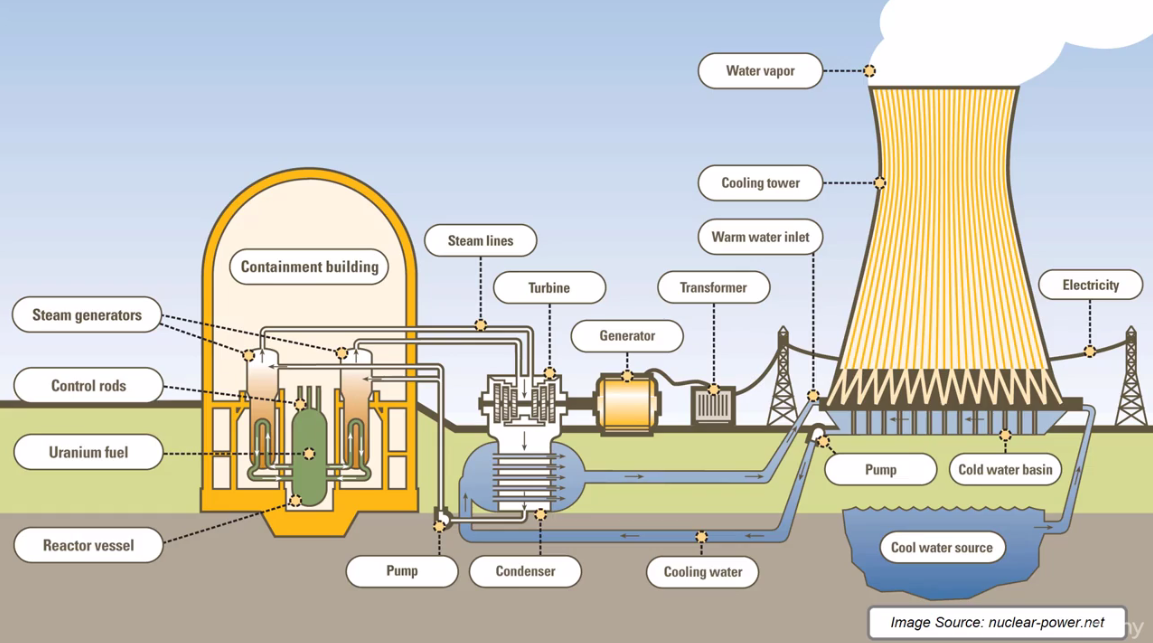 Water vapor
Cooling tower
Warm water inlet
Steam lines
Containment building
Turbine
Transformer
Electricity
Steam generators
Generator
Control rods
Uranium fuel
Pump
Cold water basin
Reactor vessel
Cool water source
Pump
Condenser
Cooling water
Image Source: nuclear-power.net